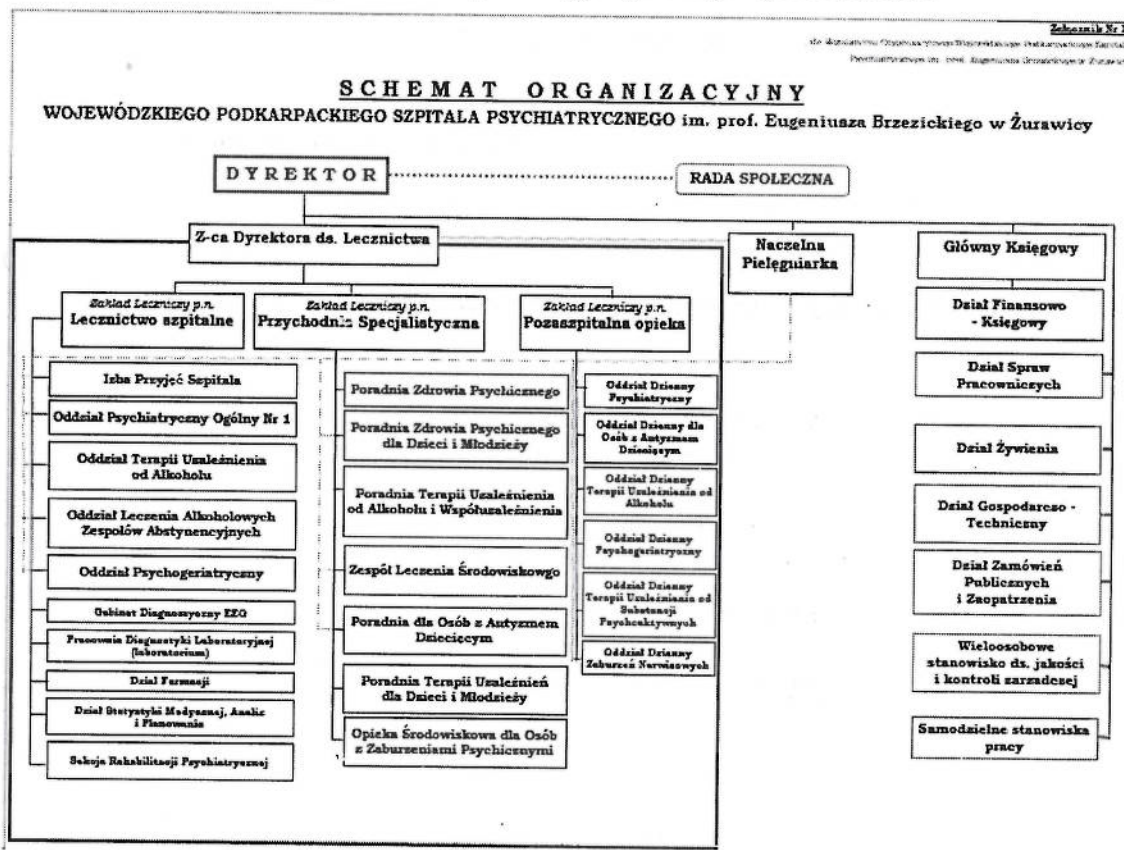 Załącznik Nr
SCHEMAT ORGANIZACYJNY
WOJEWÓDZKIEGO PODKARPACKIEGO SZPITALA PSYCHIATRYCZNEGO im. prof. Eugeniusza Brzezickiego w Żurawicy
DYREKTOR
RADA SPOŁECZNA
Z-ca Dyrektora ds. Lecznictwa
Naczelna
Pielęgniarka
Główny Księgowy
Zakład Leczniczy p.n.
Lecznictwo szpitalne
Izba Przyjęć Szpitala
Oddział Psychiatryczny Ogólny Nr 1
Oddział Terapii Uzależnienia
od Alkoholu
Oddział Leczenia Alkoholowych
Zespołów Abstynencyjnych
Oddział Psychogeriatryczny
Gabinet Diagnostyczny EEG
Pracownia Diagnostyki Laboratoryjnej
(laboratorium)
Dział Farmacji
Dział Statystyki Medycznej, Analiz
i Planowania
Sekcja Rehabilitacji Psychiatrycznej
Zakład Leczniczy p.n.
Przychodnia Specjalistyczna
Poradnia Zdrowia Psychicznego
Poradnia Zdrowia Psychicznego
dla Dzieci i Młodzieży
Poradnia Terapii Uzależnienia
od Alkoholu i Współuzależnienia
Zespół Leczenia Środowiskowgo
Poradnia dla Osób z Autyzmem
Dziecięcym
Poradnia Terapii Uzależnień
dla Dzieci i Młodzieży
Opieka Środowiskowa dla Osób
z Zaburzeniami Psychicznymi
Zakład Leczniczy p.n.
Pozaszpitalna opieka
Oddział Dzienny
Psychiatryczny
Oddział Dzienny dla
Osób z Autyzmem
Dziecięcym
Oddział Dzienny
Terapii Uzależnienia od
Alkoholu
Oddział Dzienny
Psychogeriatryczny
Oddział Dzienny
Terapii Uzależnienia od
Substancji
Psychoaktywnych
Oddział Dzienny
Zaburzeń Nerwicowych
Dział Finansowo
- Księgowy
Dział Spraw
Pracowniczych
Dział Żywienia
Dział Gospodarczo -
Techniczny
Dział Zamówień
Publicznych
i Zaopatrzenia
Wieloosobowe
stanowisko ds. jakości
i kontroli zarządczej
Samodzielne stanowiska
pracy